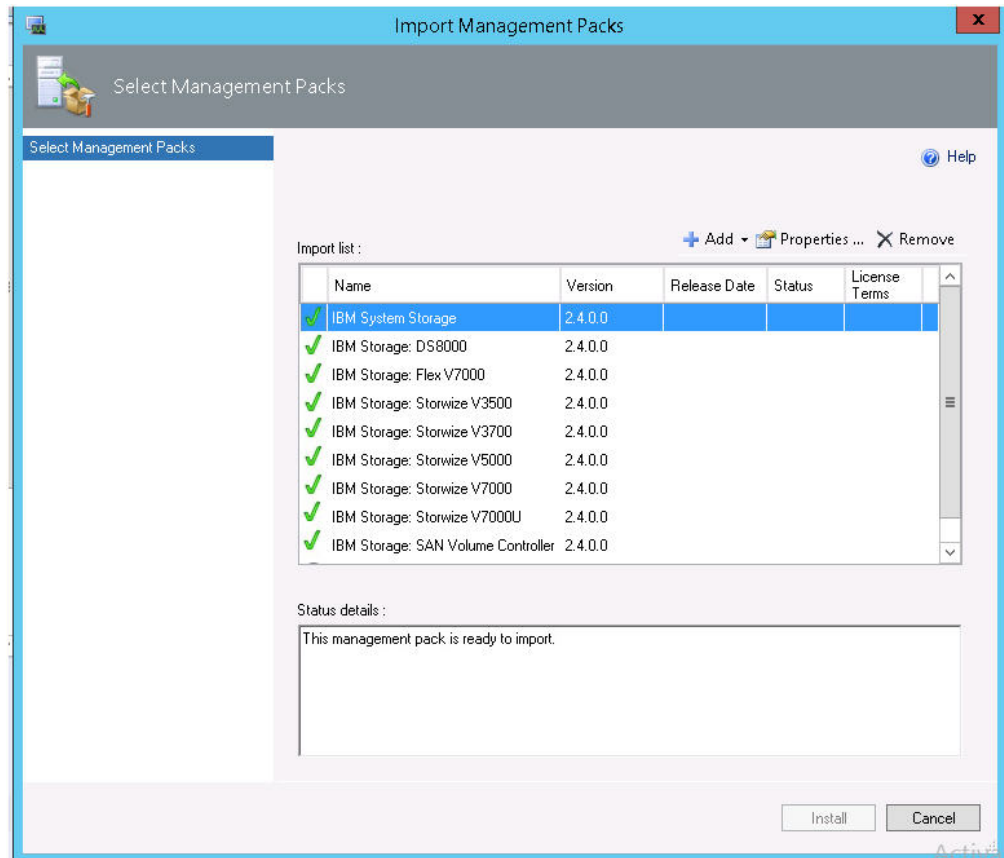 Import Management Packs
x
Select Management Packs
Select Management Packs
Help
Add Properties ... Remove
Import list :
Name Version Release Date Status License Terms
IBM System Storage 2.4.0.0
IBM Storage: DS8000 2.4.0.0
IBM Storage: Flex V7000 2.4.0.0
IBM Storage: Storwize V3500 2.4.0.0
IBM Storage: Storwize V3700 2.4.0.0
IBM Storage: Storwize V5000 2.4.0.0
IBM Storage: Storwize V7000 2.4.0.0
IBM Storage: Storwize V7000U 2.4.0.0
IBM Storage: SAN Volume Controller 2.4.0.0
Status details :
This management pack is ready to import.
Install Cancel